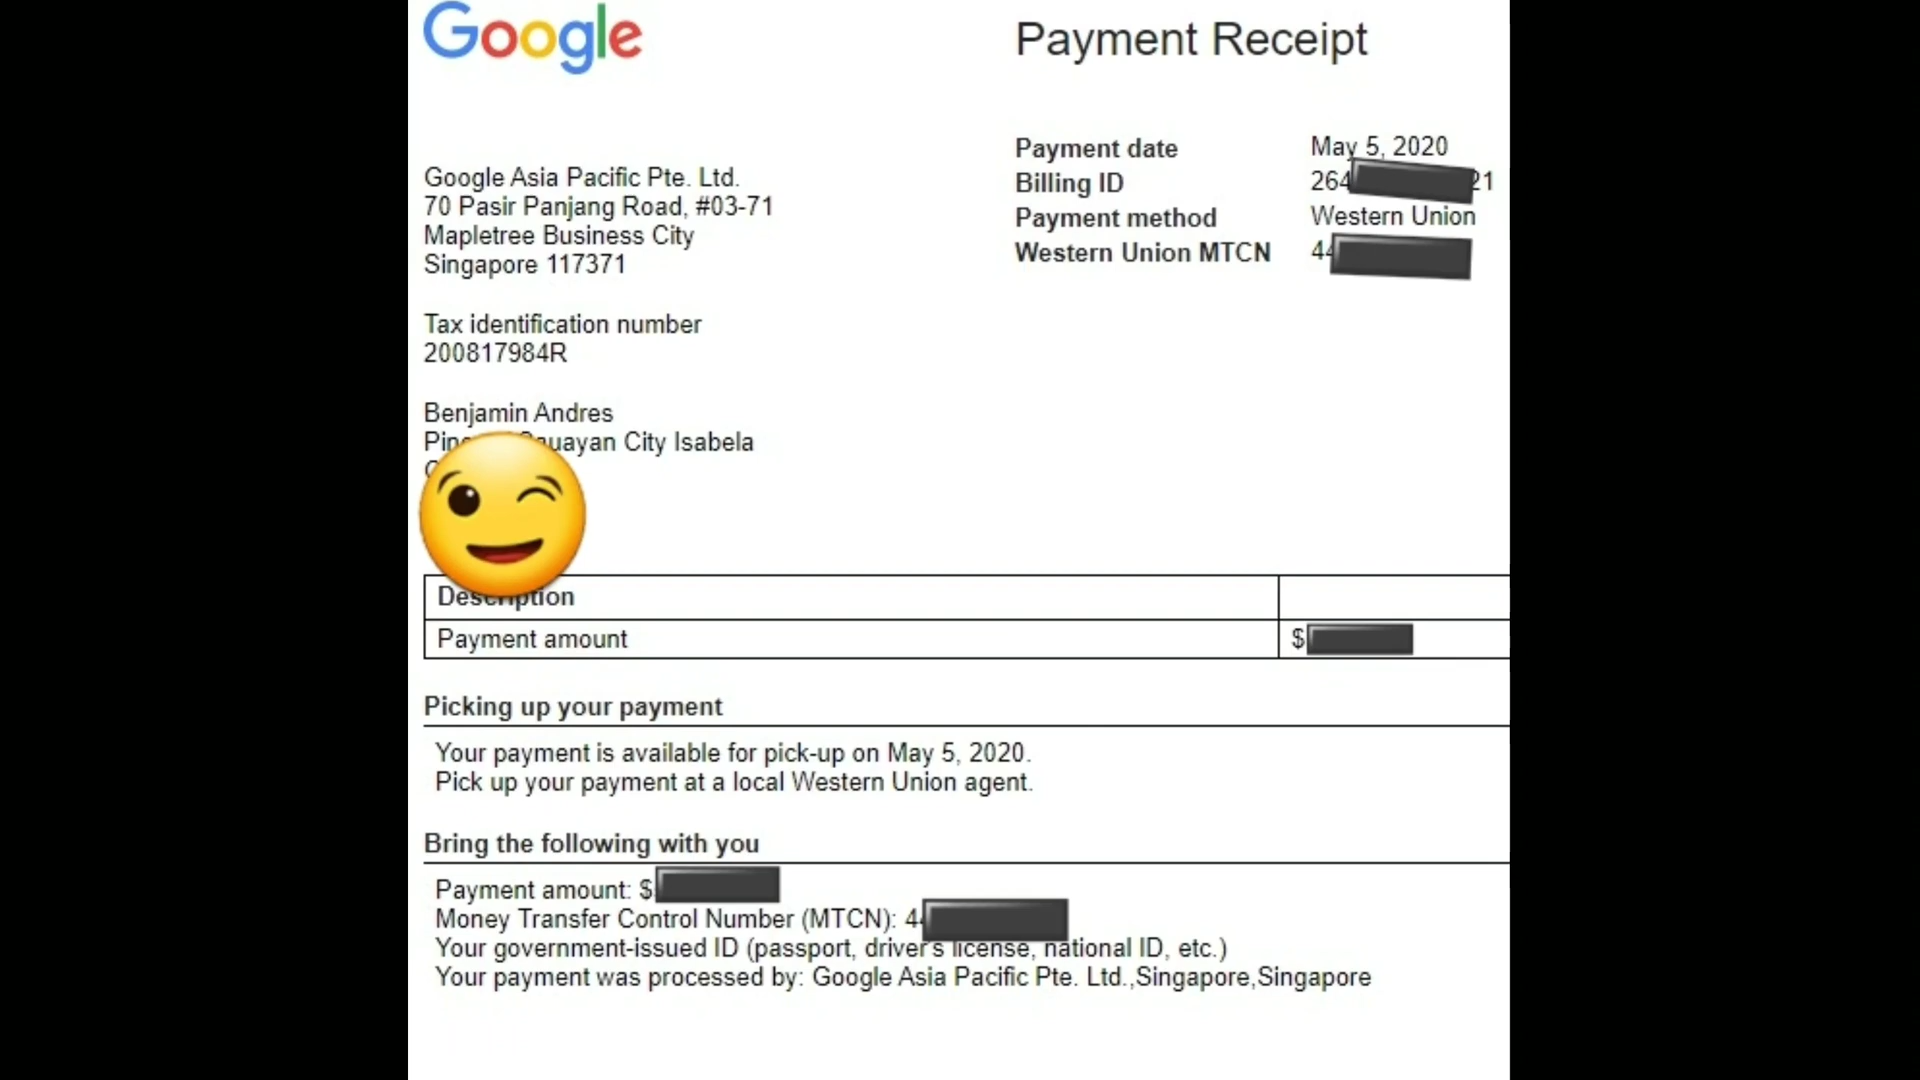 Google
Payment Receipt
Payment date May 5, 2020
Billing ID 264 21
Payment method Western Union
Western Union MTCN 44
Google Asia Pacific Pte. Ltd.
70 Pasir Panjang Road, #03-71
Mapletree Business City
Singapore 117371
Tax identification number
200817984R
Benjamin Andres
Cauayan City Isabela
Description
Payment amount $
Picking up your payment
Your payment is available for pick-up on May 5, 2020.
Pick up your payment at a local Western Union agent.
Bring the following with you
Payment amount: $
Money Transfer Control Number (MTCN): 44
Your government-issued ID (passport, driver's license, national ID, etc.)
Your payment was processed by: Google Asia Pacific Pte. Ltd.,Singapore,Singapore